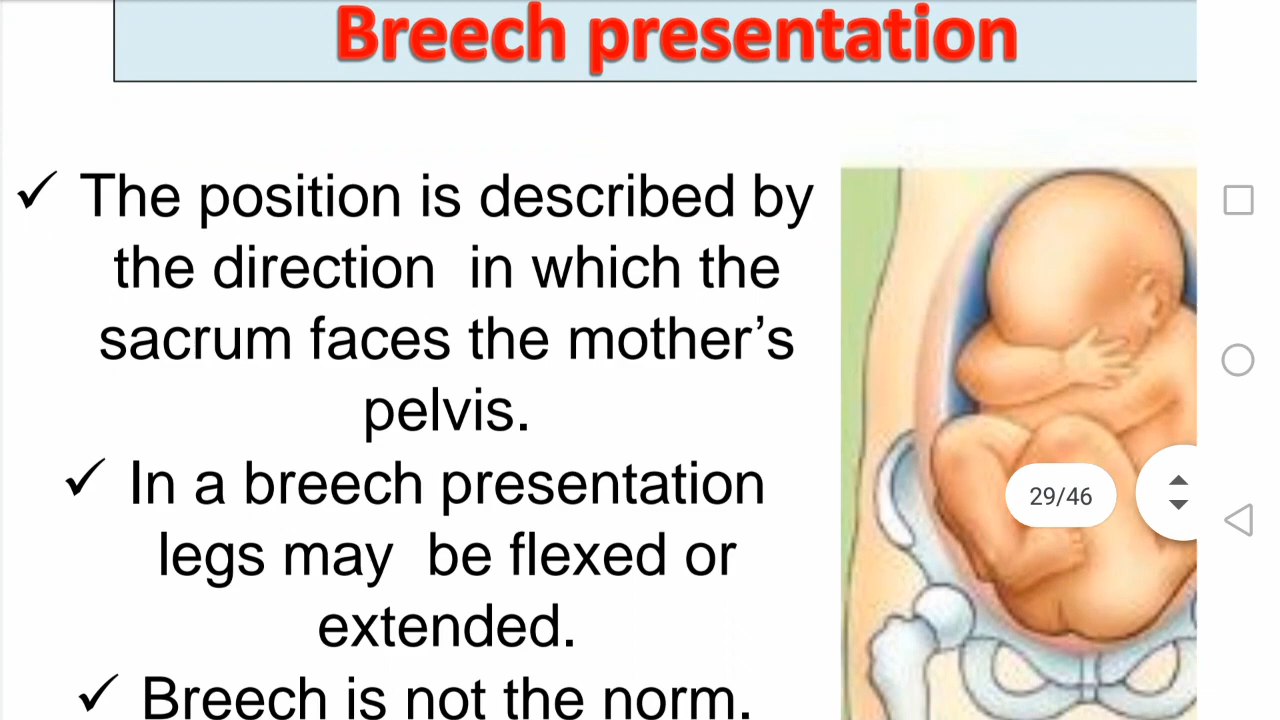 Breech presentation
✓ The position is described by
the direction in which the
sacrum faces the mother’s
pelvis.
✓ In a breech presentation
legs may be flexed or
extended.
✓ Breech is not the norm.
29/46